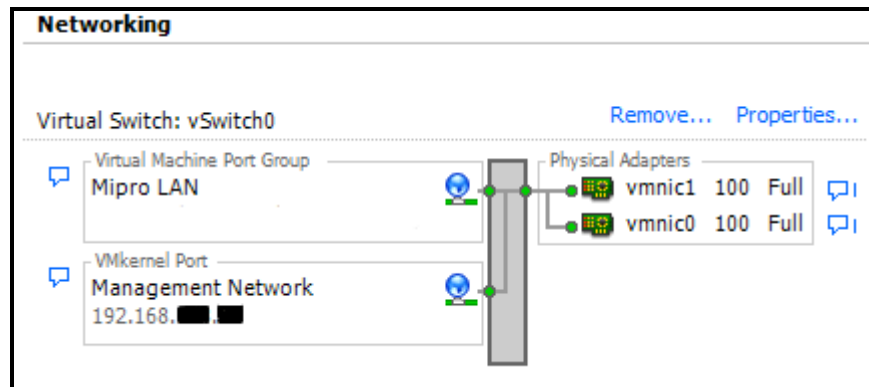 Networking
Virtual Switch: vSwitch0
Remove... Properties...
Virtual Machine Port Group
Mipro LAN
Physical Adapters
vmnic1 100 Full
vmnic0 100 Full
VMkernel Port
Management Network
192.168.